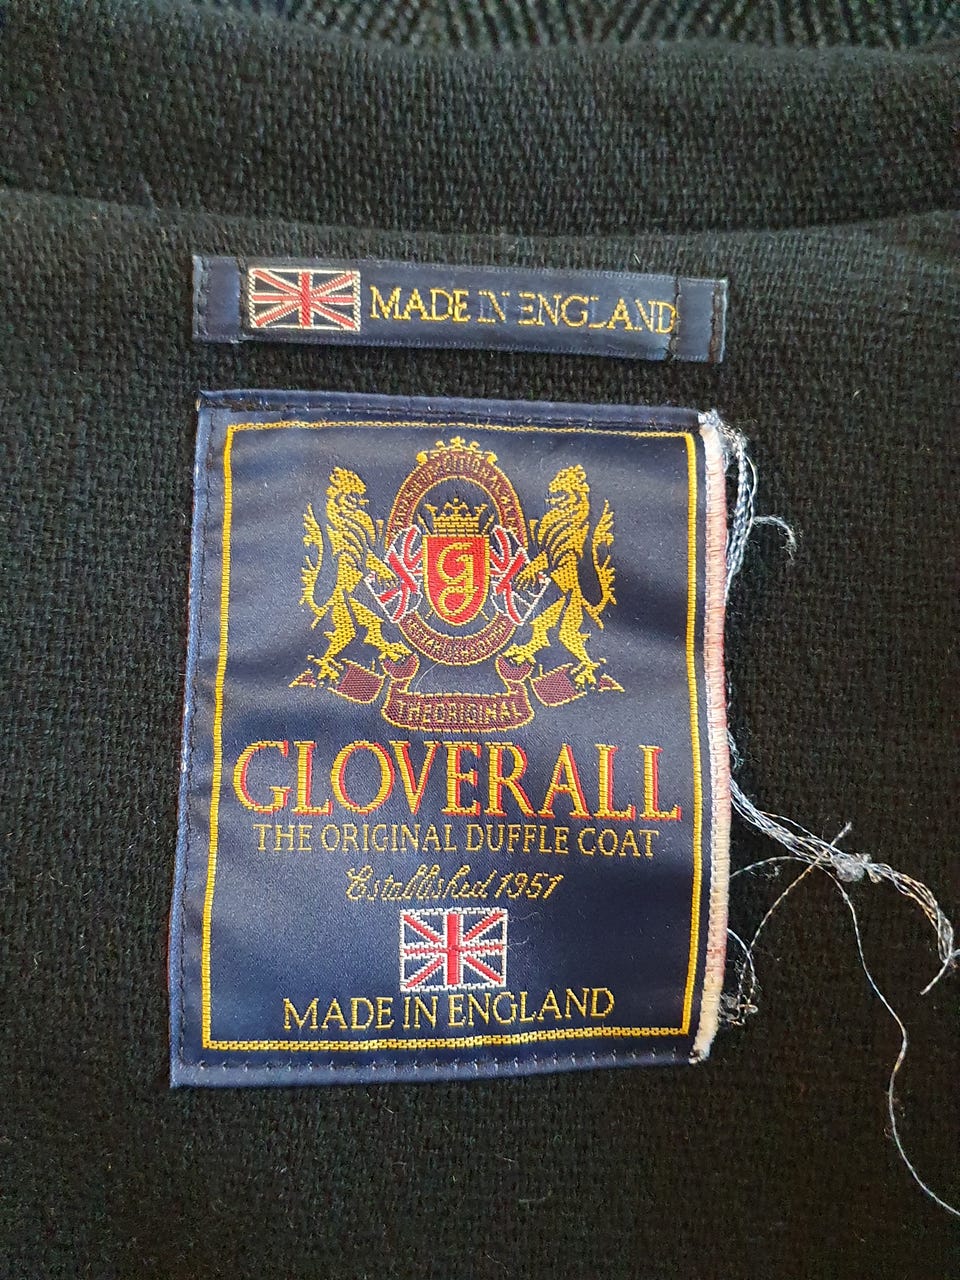 MADE IN ENGLAND
g
THE ORIGINAL
GLOVERALL
THE ORIGINAL DUFFLE COAT
Established 1951
MADE IN ENGLAND